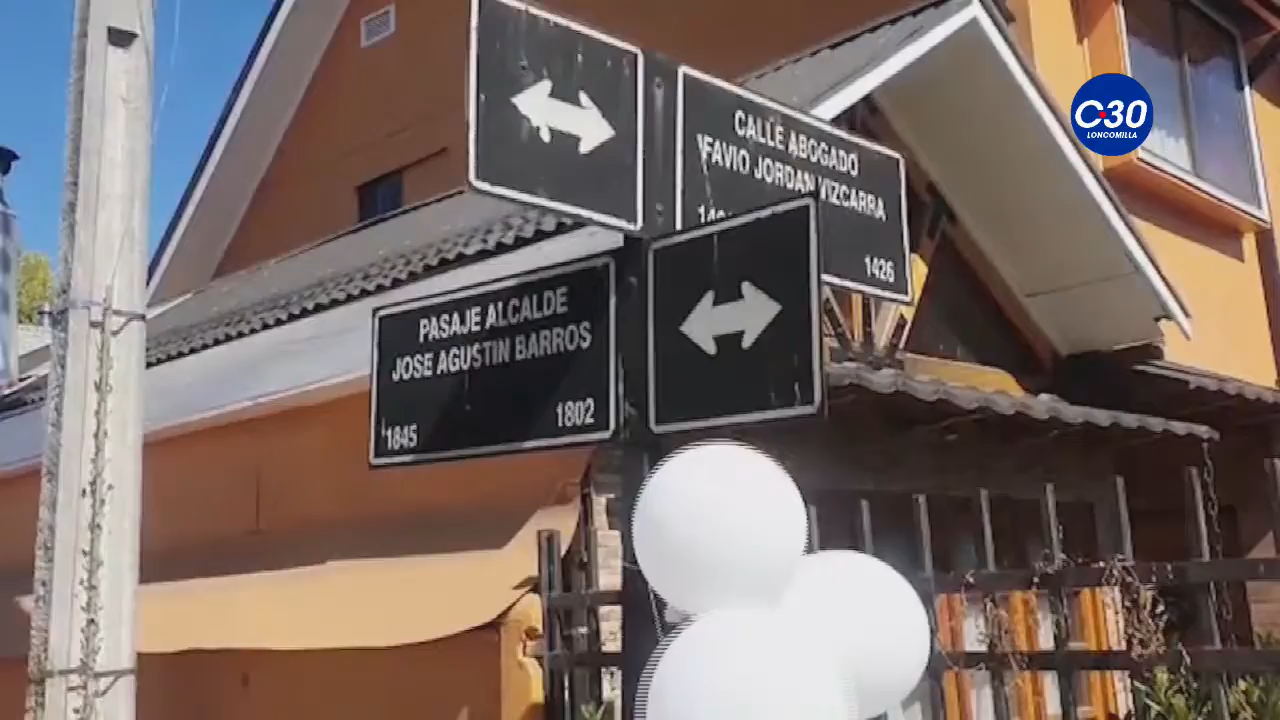 C30
LONCOMILLA
CALLE ABOGADO
FAVIO JORDAN VIZCARRA
1426
PASAJE ALCALDE
JOSE AGUSTIN BARROS
1845
1802